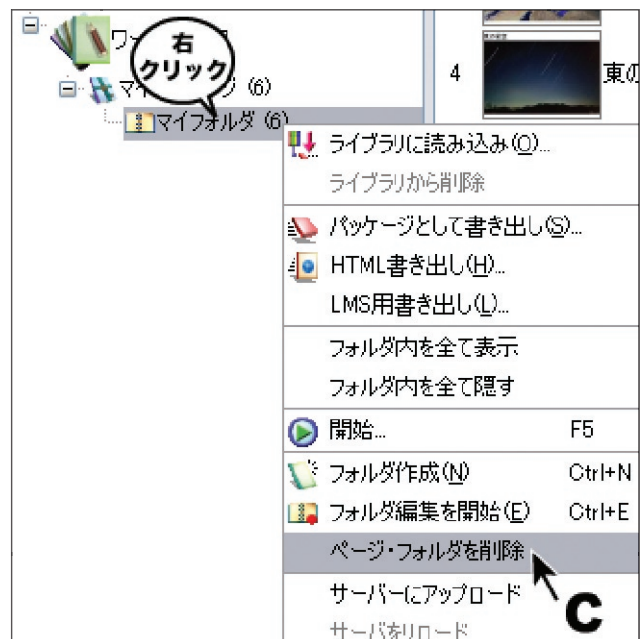 右
クリック
(6)
マイフォルダ (6)
4
東の
ライブラリに読み込み(O)...
ライブラリから削除
パッケージとして書き出し(S)...
HTML書き出し(H)...
LMS用書き出し(L)...
フォルダ内を全て表示
フォルダ内を全て隠す
開始... F5
フォルダ作成(N) Ctrl+N
フォルダ編集を開始(E) Ctrl+E
ページ・フォルダを削除
C
サーバーにアップロード
サーバをリロード